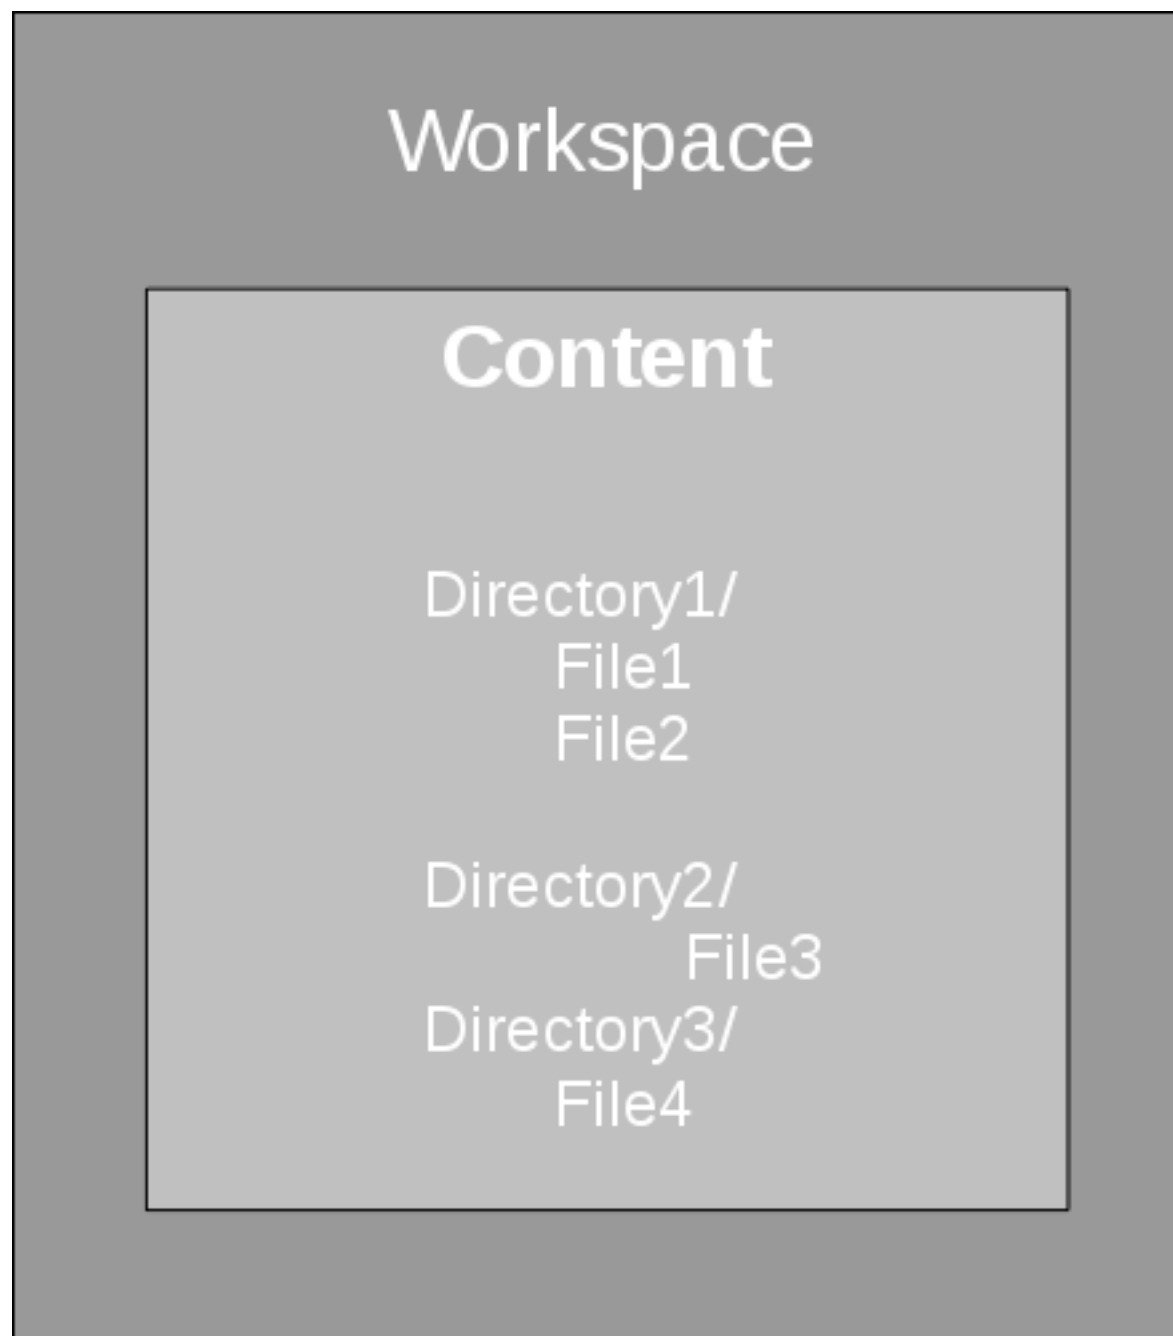 Workspace
Content
Directory1/
File1
File2
Directory2/
File3
Directory3/
File4